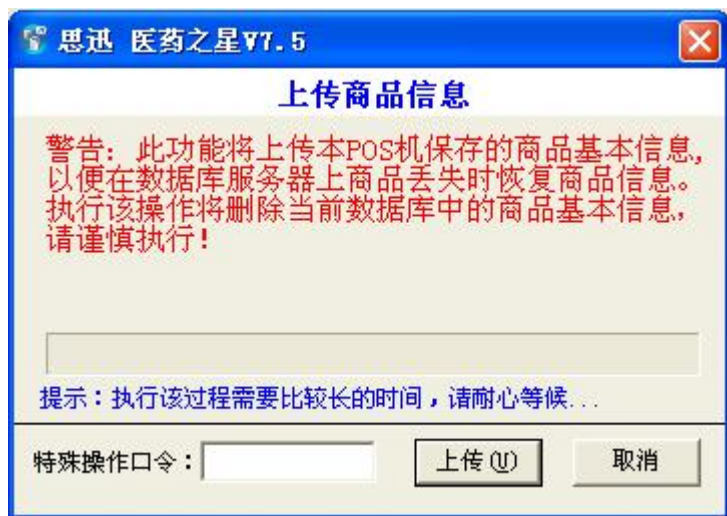 思迅 医药之星V7.5
上传商品信息
警告：此功能将上传本POS机保存的商品基本信息，
以便在数据库服务器上商品丢失时恢复商品信息。
执行该操作将删除当前数据库中的商品基本信息，
请谨慎执行！
提示：执行该过程需要比较长的时间，请耐心等候...
特殊操作口令： 上传(U) 取消